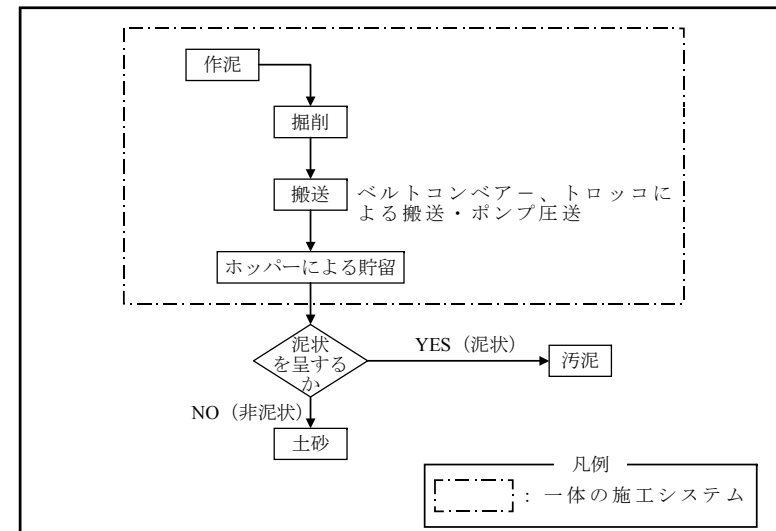 作泥
掘削
搬送
ベルトコンベアー、トロッコに
よる搬送・ポンプ圧送
ホッパーによる貯留
泥状
を呈する
か
YES（泥状）
汚泥
NO（非泥状）
土砂
凡例
：一体の施工システム